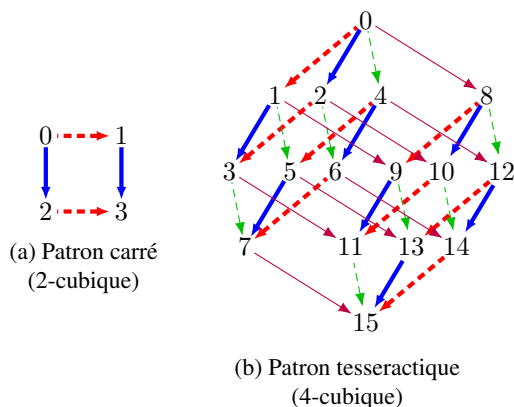 0
1 2 4 8
0 1
3 5 6 9 10 12
2 3
7 11 13 14
(a) Patron carré
(2-cubique)
15
(b) Patron tesseractique
(4-cubique)